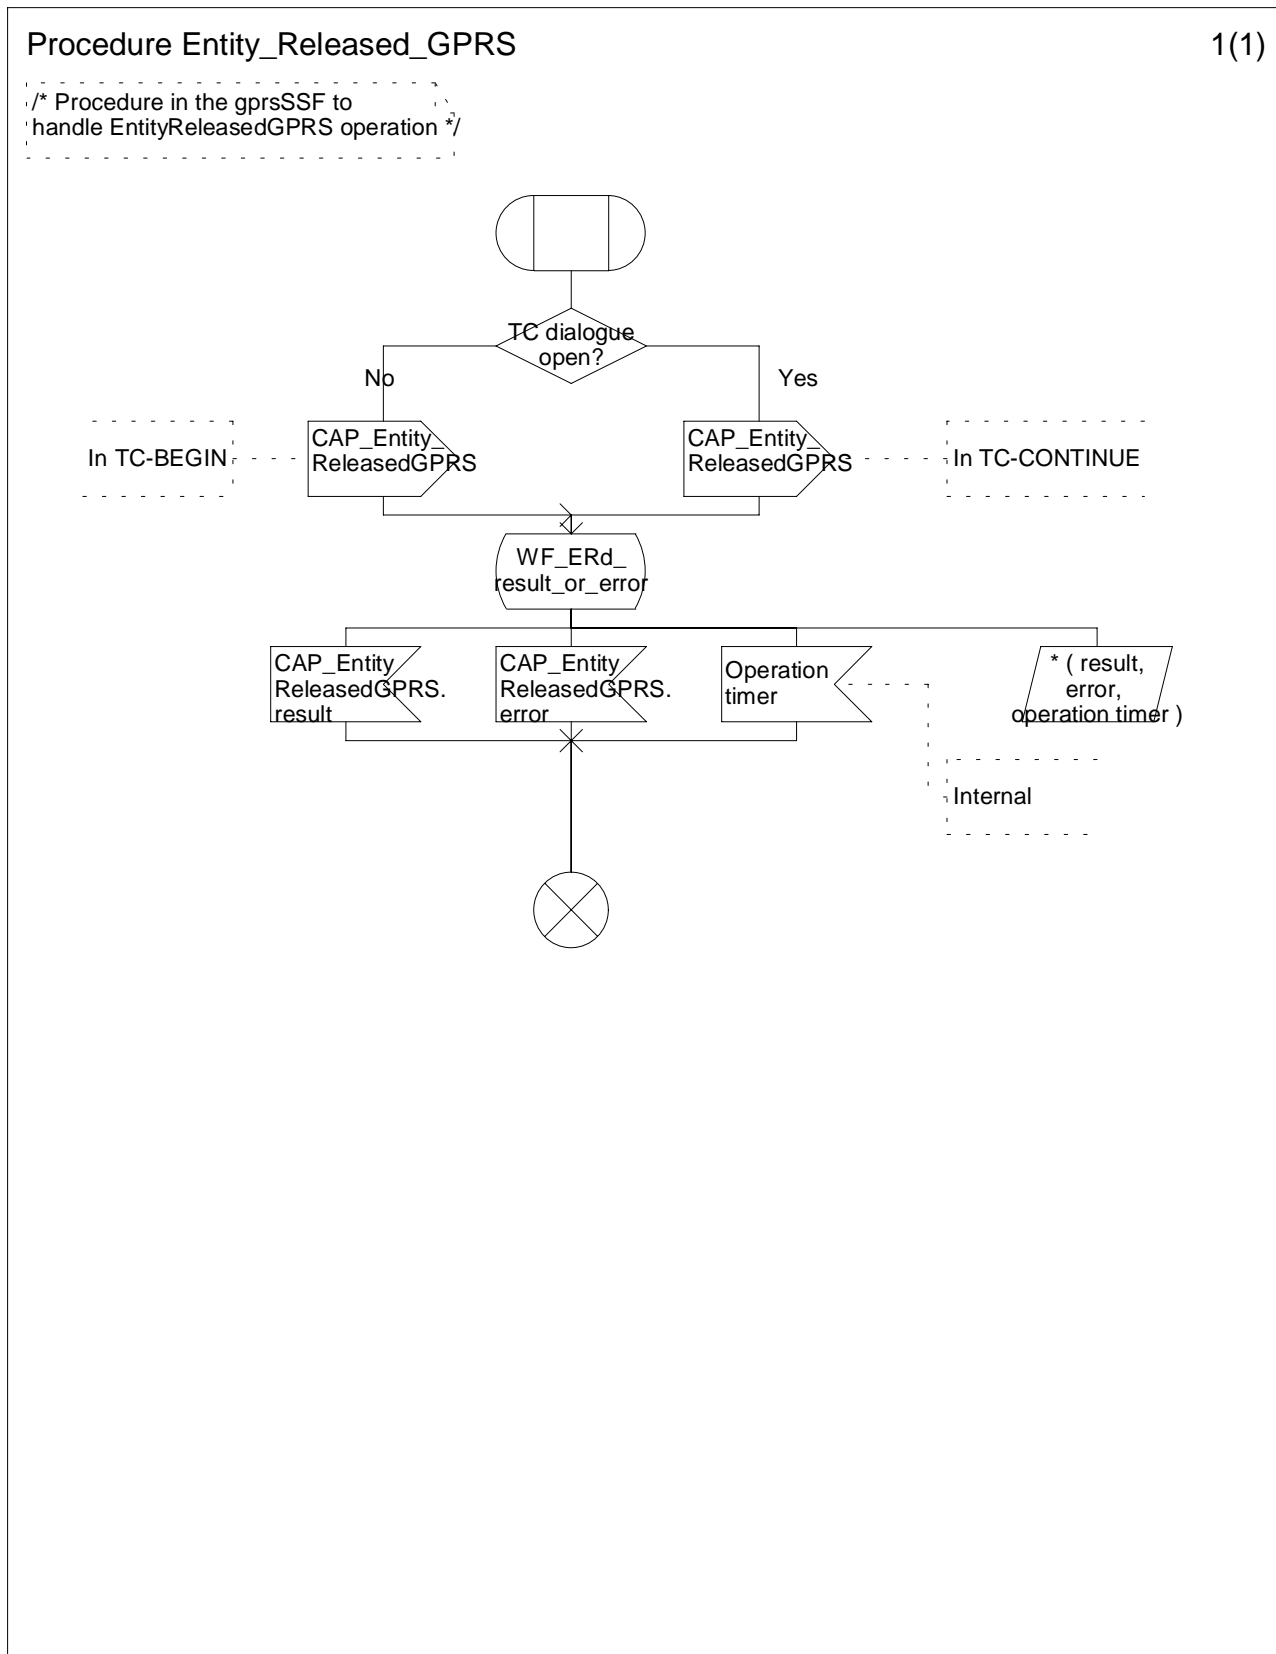 Procedure Entity_Released_GPRS
1(1)
/* Procedure in the gprsSSF to
handle EntityReleasedGPRS operation */
TC dialogue
open?
No
Yes
In TC-BEGIN
CAP_Entity_
ReleasedGPRS
CAP_Entity_
ReleasedGPRS
In TC-CONTINUE
WF_ERd_
result_or_error
CAP_Entity
ReleasedGPRS.
result
CAP_Entity
ReleasedGPRS.
error
Operation
timer
* ( result,
error,
operation timer )
Internal